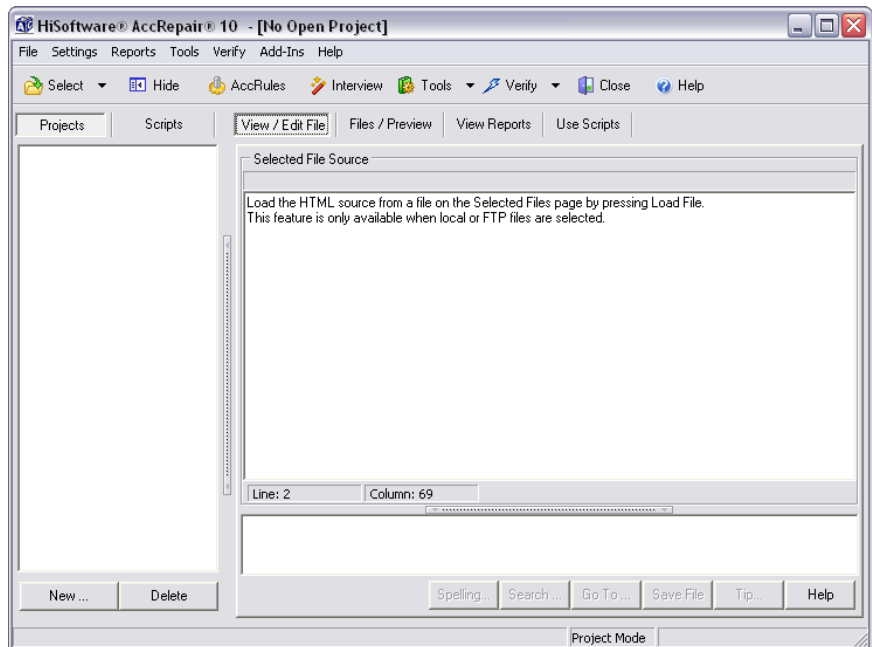 HiSoftware® AccRepair® 10 - [No Open Project]
File Settings Reports Tools Verify Add-Ins Help
Select Hide AccRules Interview Tools Verify Close Help
Projects Scripts View / Edit File Files / Preview View Reports Use Scripts
Selected File Source
Load the HTML source from a file on the Selected Files page by pressing Load File.
This feature is only available when local or FTP files are selected.
Line: 2 Column: 69
New ... Delete Spelling... Search ... Go To ... Save File Tip... Help
Project Mode